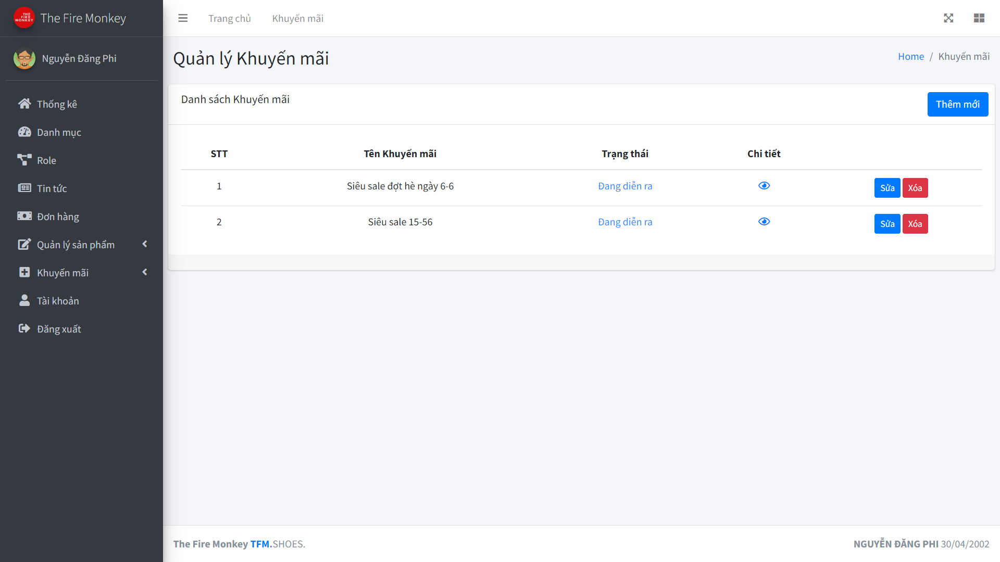 THE FIRE MONKEY
The Fire Monkey
Nguyễn Đăng Phi
Thống kê
Danh mục
Role
Tin tức
Đơn hàng
Quản lý sản phẩm
Khuyến mãi
Tài khoản
Đăng xuất
Trang chủ Khuyến mãi
Quản lý Khuyến mãi
Home / Khuyến mãi
Danh sách Khuyến mãi
Thêm mới
STT Tên Khuyến mãi Trạng thái Chi tiết
1 Siêu sale đợt hè ngày 6-6 Đang diễn ra Sửa Xóa
2 Siêu sale 15-56 Đang diễn ra Sửa Xóa
The Fire Monkey TFM.SHOES.
NGUYỄN ĐĂNG PHI 30/04/2002